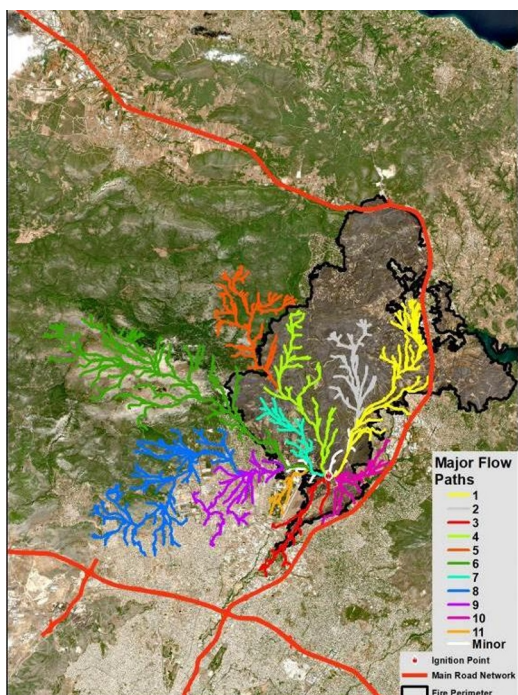 Major Flow
Paths
1
2
3
4
5
6
7
8
9
10
11
Minor
Ignition Point
Main Road Network
Fire Perimeter